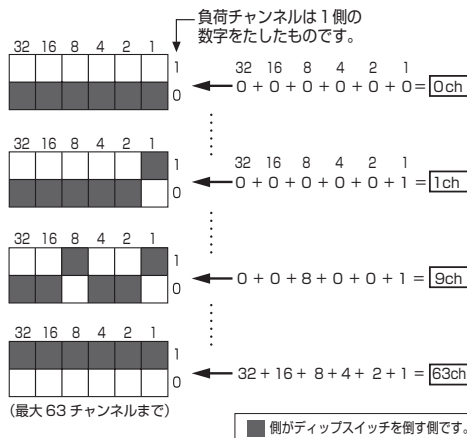 負荷チャンネルは1側の
数字をたしたものです。
32 16 8 4 2 1
1
0
32 16 8 4 2 1
0 + 0 + 0 + 0 + 0 + 0 = 0ch
32 16 8 4 2 1
1
0
32 16 8 4 2 1
0 + 0 + 0 + 0 + 0 + 1 = 1ch
32 16 8 4 2 1
1
0
0 + 0 + 8 + 0 + 0 + 1 = 9ch
32 16 8 4 2 1
1
0
32 + 16 + 8 + 4 + 2 + 1 = 63ch
(最大 63 チャンネルまで)
側がディップスイッチを倒す側です。